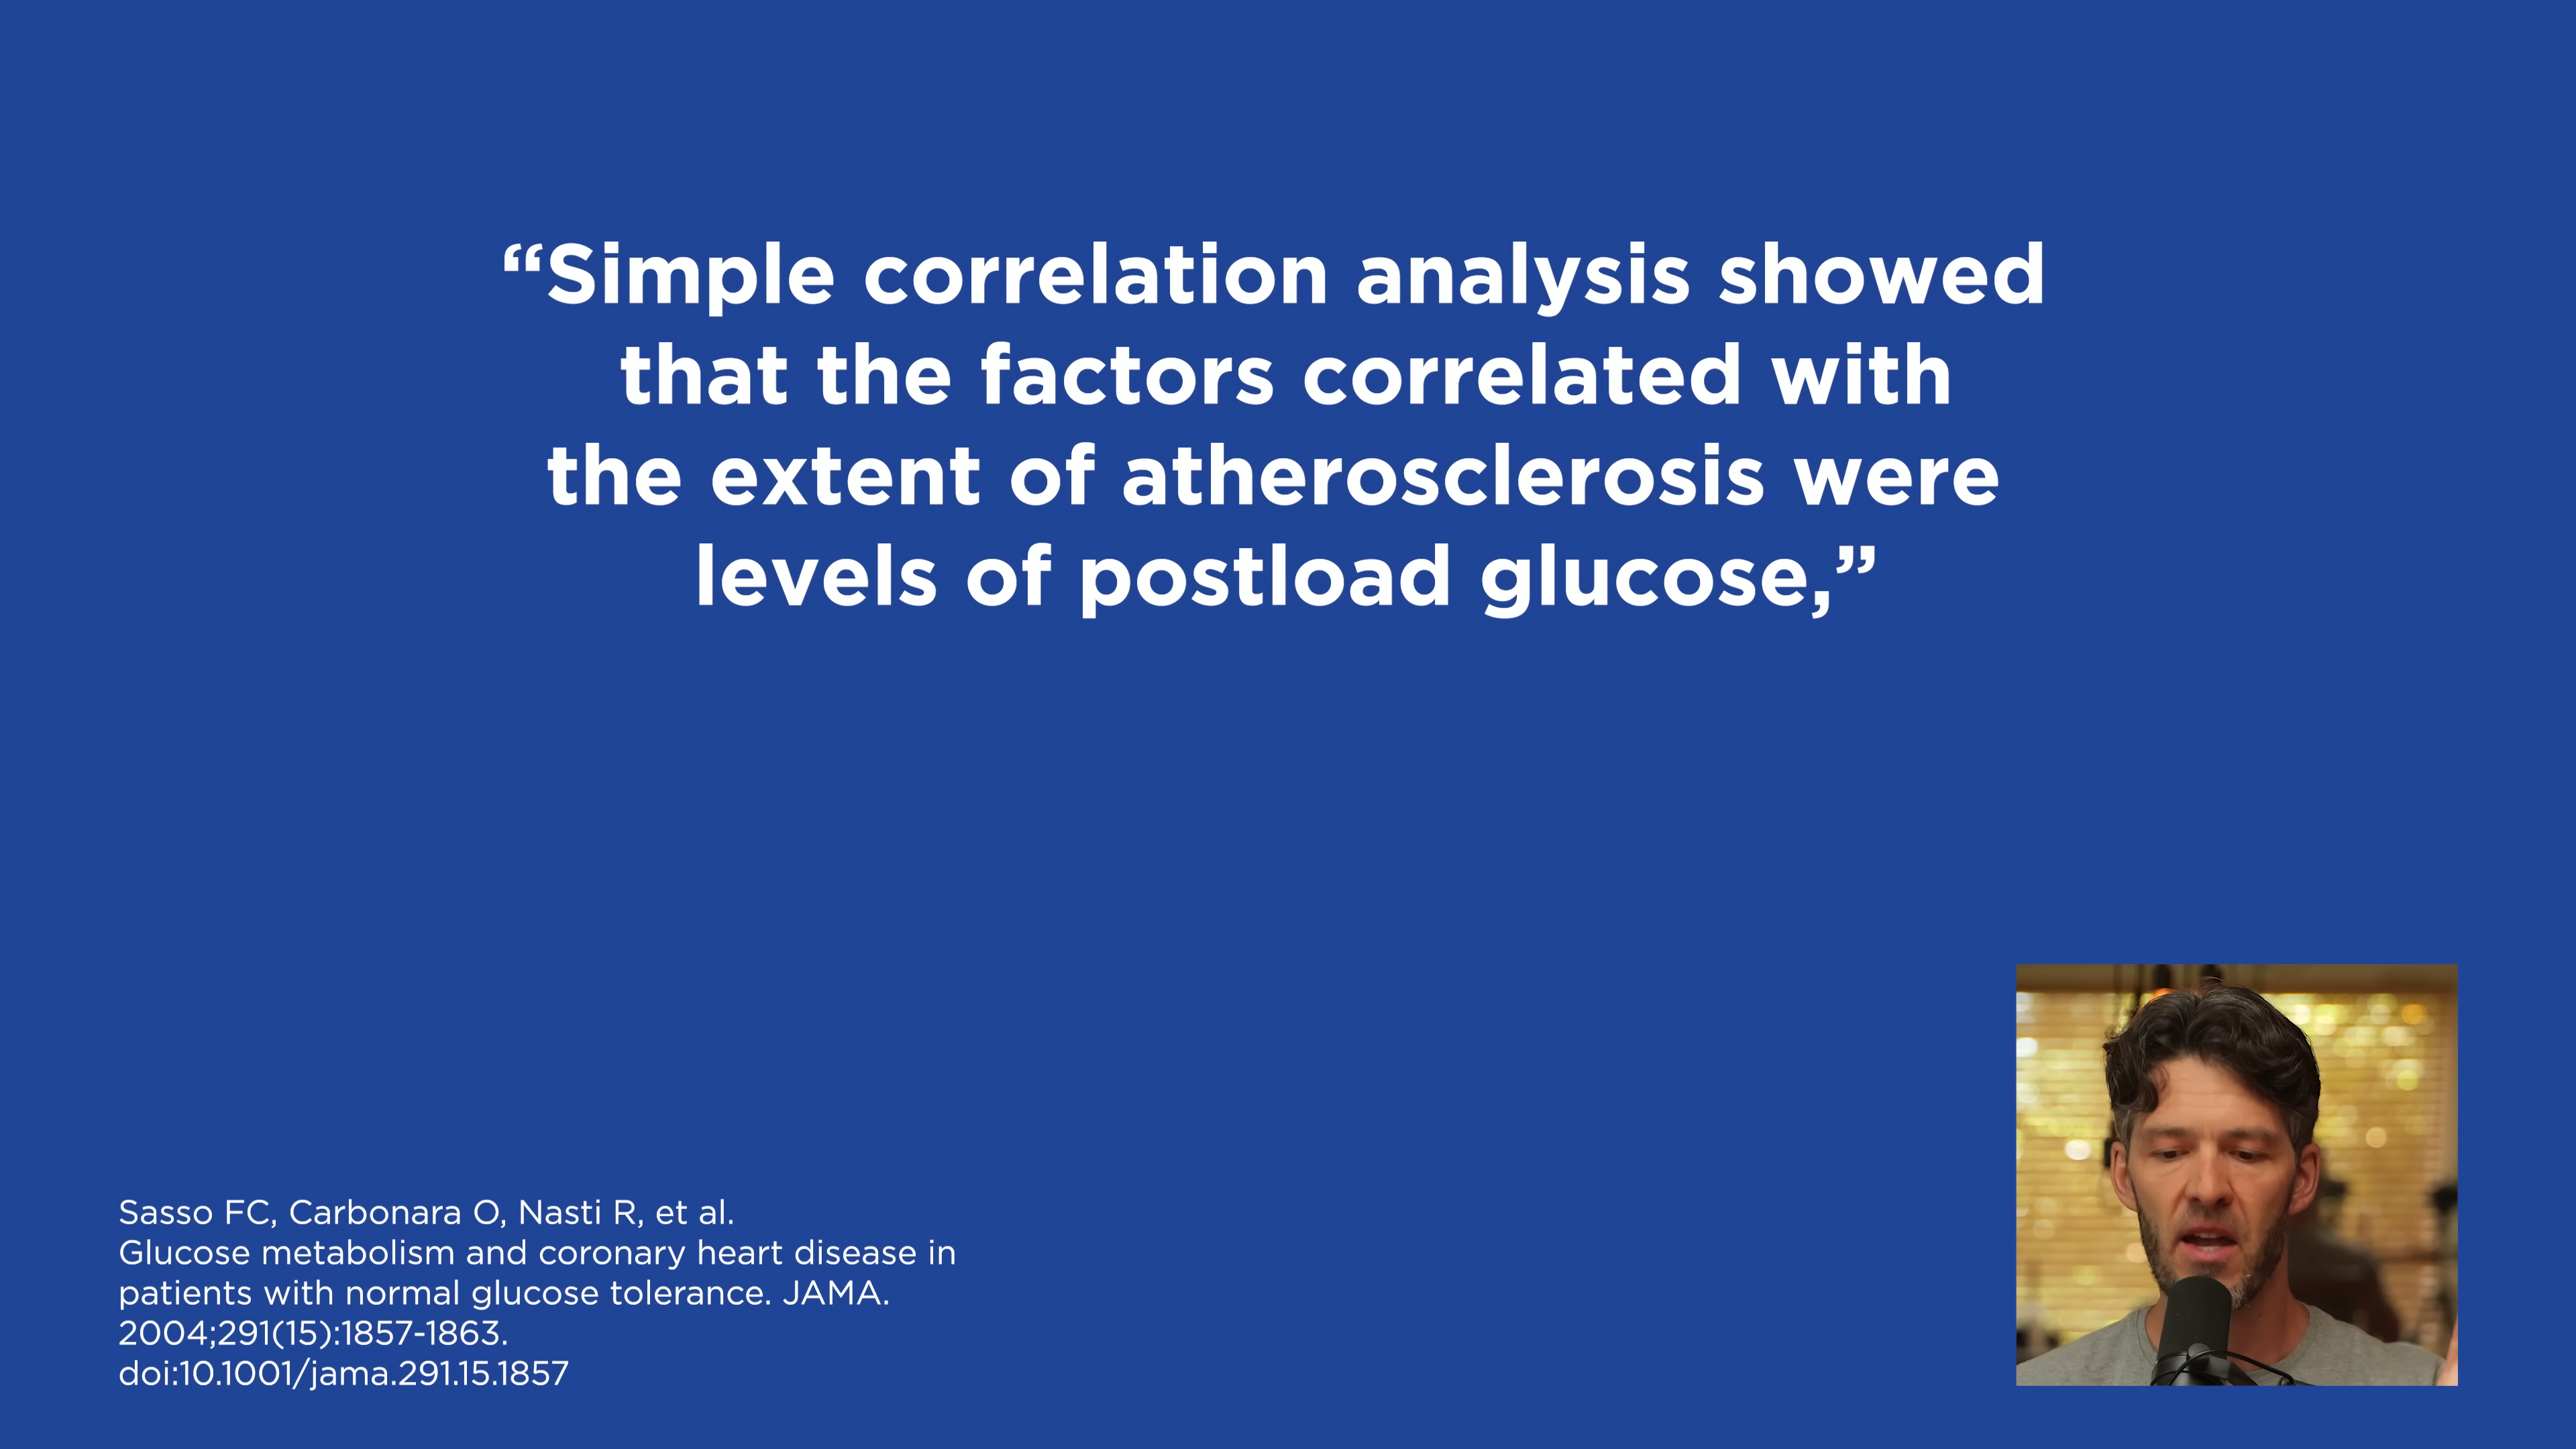 “Simple correlation analysis showed
that the factors correlated with
the extent of atherosclerosis were
levels of postload glucose,”
Sasso FC, Carbonara O, Nasti R, et al.
Glucose metabolism and coronary heart disease in
patients with normal glucose tolerance. JAMA.
2004;291(15):1857-1863.
doi:10.1001/jama.291.15.1857